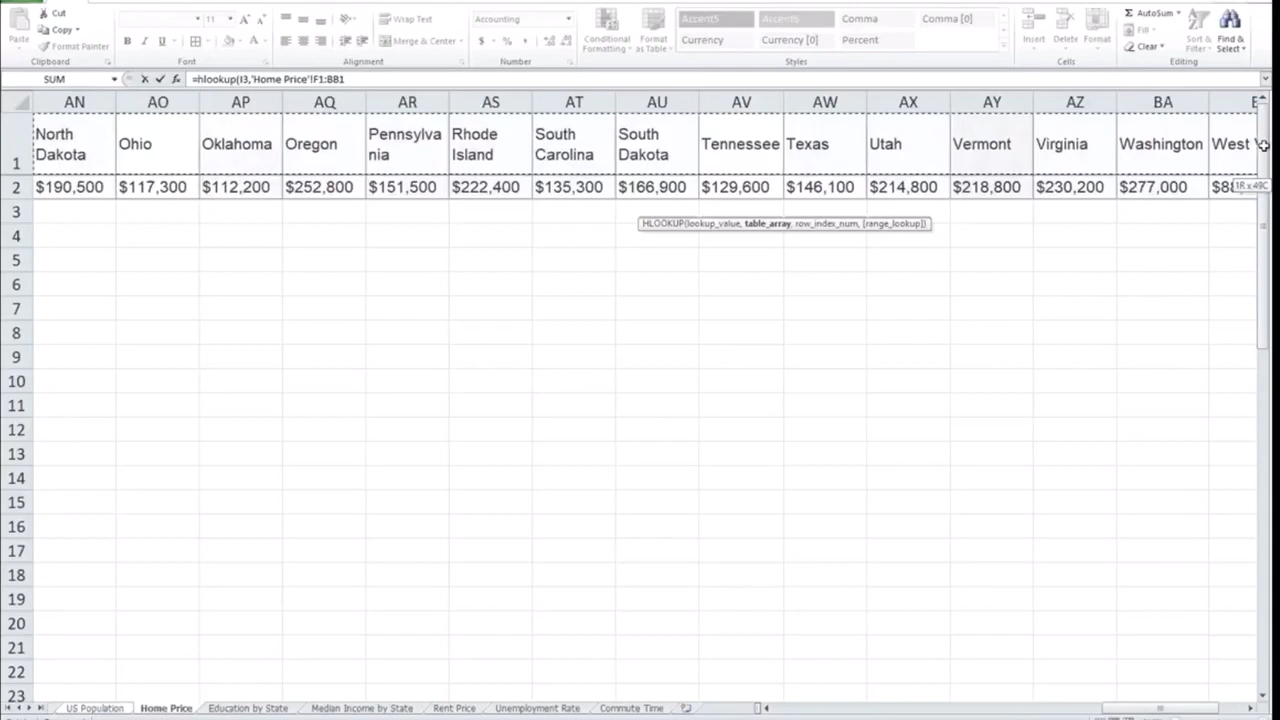 Cut
11
Wrap Text
Accounting
Accent5 Accent6 Comma Comma [0]
AutoSum
Paste
Copy
Format Painter
B I U
Merge & Center
$ % ,
Conditional Formatting
Format as Table
Currency Currency [0] Percent
Insert Delete Format
Fill
Clear
Sort & Filter
Find & Select
Clipboard Font Alignment Number Styles Cells Editing
SUM fx =hlookup(I3,'Home Price'!F1:BB1
AN AO AP AQ AR AS AT AU AV AW AX AY AZ BA
1 North Dakota Ohio Oklahoma Oregon Pennsylvania Rhode Island South Carolina South Dakota Tennessee Texas Utah Vermont Virginia Washington West
2 $190,500 $117,300 $112,200 $252,800 $151,500 $222,400 $135,300 $166,900 $129,600 $146,100 $214,800 $218,800 $230,200 $277,000
1R x 49C
3
HLOOKUP(lookup_value, table_array, row_index_num, [range_lookup])
4
5
6
7
8
9
10
11
12
13
14
15
16
17
18
19
20
21
22
23
US Population Home Price Education by State Median Income by State Rent Price Unemployment Rate Commute Time